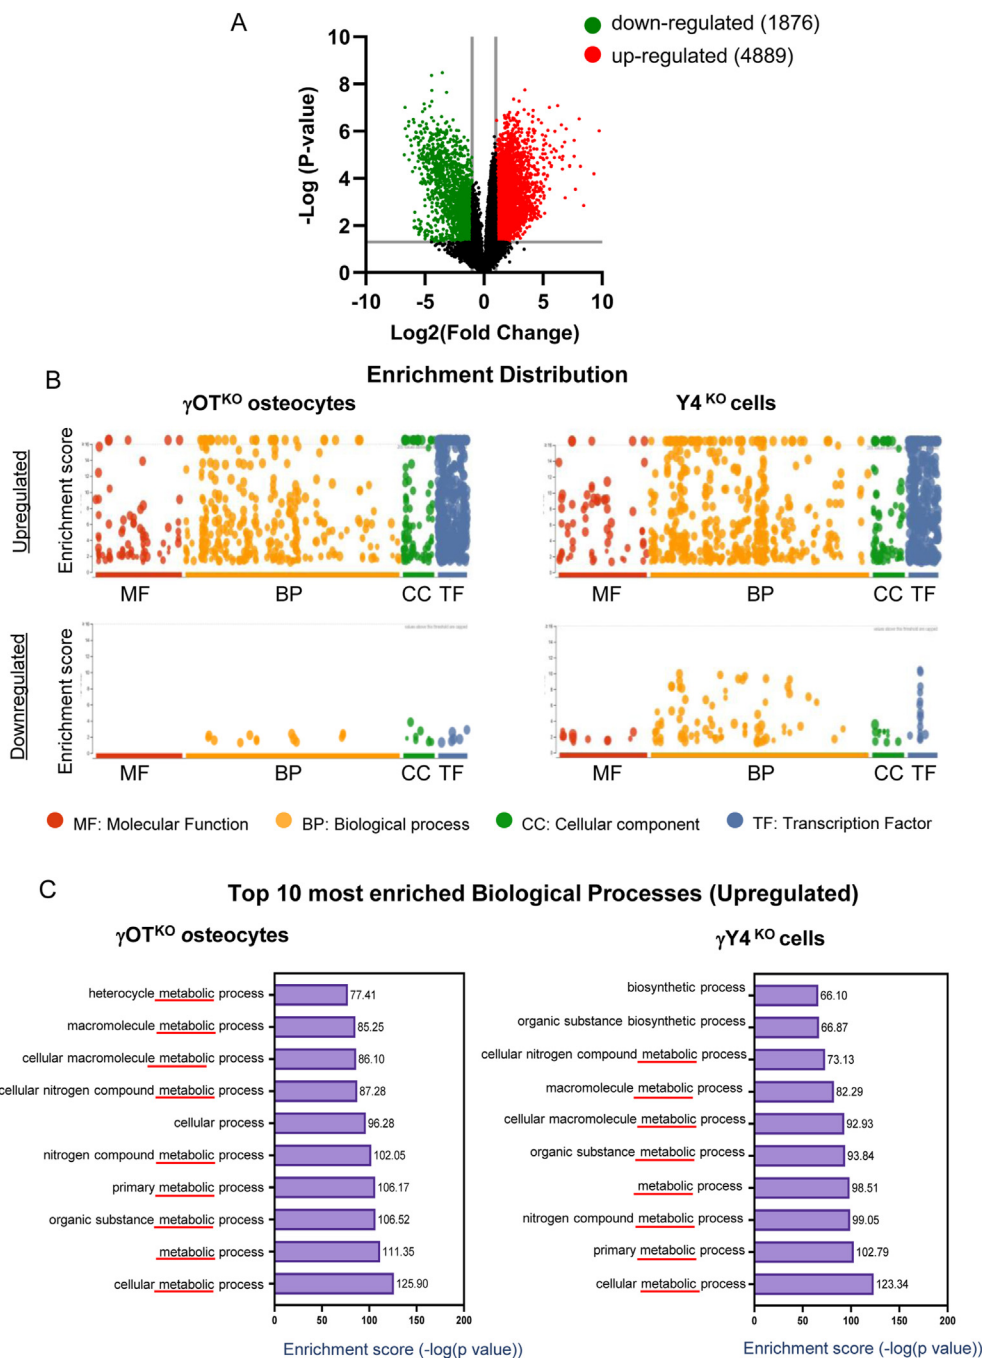 A
down-regulated (1876)
up-regulated (4889)
10
8
6
4
2
0
-Log (P-value)
-10 -5 0 5 10
Log2(Fold Change)
B
Enrichment Distribution
γOTᴷᴼ osteocytes
Y4 ᴷᴼ cells
Upregulated
Enrichment score
MF BP CC TF
MF BP CC TF
Downregulated
Enrichment score
MF BP CC TF
MF BP CC TF
MF: Molecular Function
BP: Biological process
CC: Cellular component
TF: Transcription Factor
C
Top 10 most enriched Biological Processes (Upregulated)
γOTᴷᴼ osteocytes
heterocycle metabolic process 77.41
macromolecule metabolic process 85.25
cellular macromolecule metabolic process 86.10
cellular nitrogen compound metabolic process 87.28
cellular process 96.28
nitrogen compound metabolic process 102.05
primary metabolic process 106.17
organic substance metabolic process 106.52
metabolic process 111.35
cellular metabolic process 125.90
0 50 100 150 200
Enrichment score (-log(p value))
γY4 ᴷᴼ cells
biosynthetic process 66.10
organic substance biosynthetic process 66.87
cellular nitrogen compound metabolic process 73.13
macromolecule metabolic process 82.29
cellular macromolecule metabolic process 92.93
organic substance metabolic process 93.84
metabolic process 98.51
nitrogen compound metabolic process 99.05
primary metabolic process 102.79
cellular metabolic process 123.34
0 50 100 150 200
Enrichment score (-log(p value))